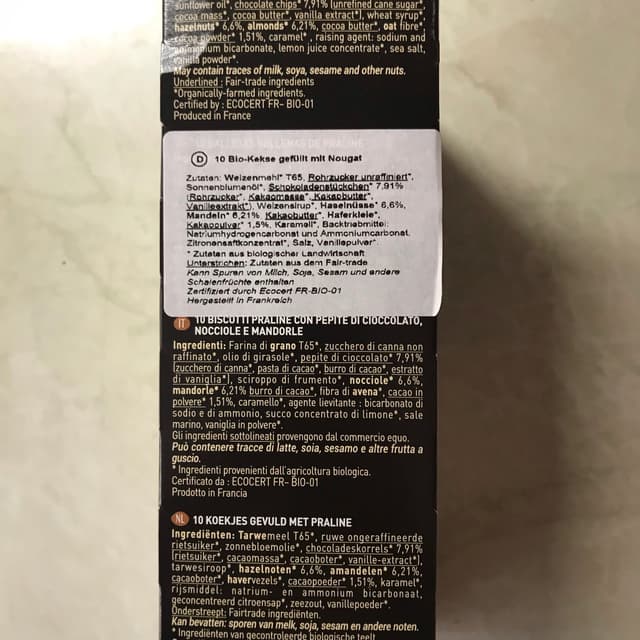 sunflower oil*, chocolate chips* 7,91% [unrefined cane sugar*,
cocoa mass*, cocoa butter*, vanilla extract*], wheat syrup*,
hazelnuts* 6,6%, almonds* 6,21%, cocoa butter*, oat fibre*,
cocoa powder* 1,51%, caramel* , raising agent: sodium and
ammonium bicarbonate, lemon juice concentrate*, sea salt,
vanilla powder*.
May contain traces of milk, soya, sesame and other nuts.
Underlined : Fair-trade ingredients
*Organically-farmed ingredients.
Certified by : ECOCERT FR- BIO-01
Produced in France
D 10 Bio-Kekse gefüllt mit Nougat
Zutaten: Weizenmehl* T65, Rohrzucker unraffiniert*,
Sonnenblumenöl*, Schokoladenstückchen* 7,91%
(Rohrzucker*, Kakaomasse*, Kakaobutter*,
Vanilleextrakt*), Weizensirup*, Haselnüsse* 6,6%,
Mandeln* 6,21%, Kakaobutter*, Haferkleie*,
Kakaopulver* 1,5%, Karamell*, Backtriebmittel:
Natriumhydrogencarbonat und Ammoniumcarbonat,
Zitronensaftkonzentrat*, Salz, Vanillepulver*.
* Zutaten aus biologischer Landwirtschaft
Unterstrichen: Zutaten aus dem Fair-trade
Kann Spuren von Milch, Soja, Sesam und andere
Schalenfrüchte enthalten
Zertifiziert durch Ecocert FR-BIO-01
Hergestellt in Frankreich
IT 10 BISCOTTI PRALINE CON PEPITE DI CIOCCOLATO,
NOCCIOLE E MANDORLE
Ingredienti: Farina di grano T65*, zucchero di canna non
raffinato*, olio di girasole*, pepite di cioccolato* 7,91%
[zucchero di canna*, pasta di cacao*, burro di cacao*, estratto
di vaniglia*], sciroppo di frumento*, nocciole* 6,6%,
mandorle* 6,21% burro di cacao*, fibra di avena*, cacao in
polvere* 1,51%, caramello*, agente lievitante : bicarbonato di
sodio e di ammonio, succo concentrato di limone*, sale
marino, vaniglia in polvere*.
Gli ingredienti sottolineati provengono dal commercio equo.
Può contenere tracce di latte, soia, sesamo e altre frutta a
guscio.
* Ingredienti provenienti dall'agricoltura biologica.
Certificato da : ECOCERT FR- BIO-01
Prodotto in Francia
NL 10 KOEKJES GEVULD MET PRALINE
Ingrediënten: Tarwemeel T65*, ruwe ongeraffineerde
rietsuiker*, zonnebloemolie*, chocoladeskorrels* 7,91%
[rietsuiker*, cacaomassa*, cacaoboter*, vanille-extract*],
tarwesiroop*, hazelnoten* 6,6%, amandelen* 6,21%,
cacaoboter*, havervezels*, cacaopoeder* 1,51%, karamel*,
rijsmiddel: natrium- en ammonium bicarbonaat,
geconcentreerd citroensap*, zeezout, vanillepoeder*.
Onderstreept: Fairtrade ingrediënten.
Kan bevatten: sporen van melk, soja, sesam en andere noten.
* Ingrediënten van gecontroleerde biologische teelt